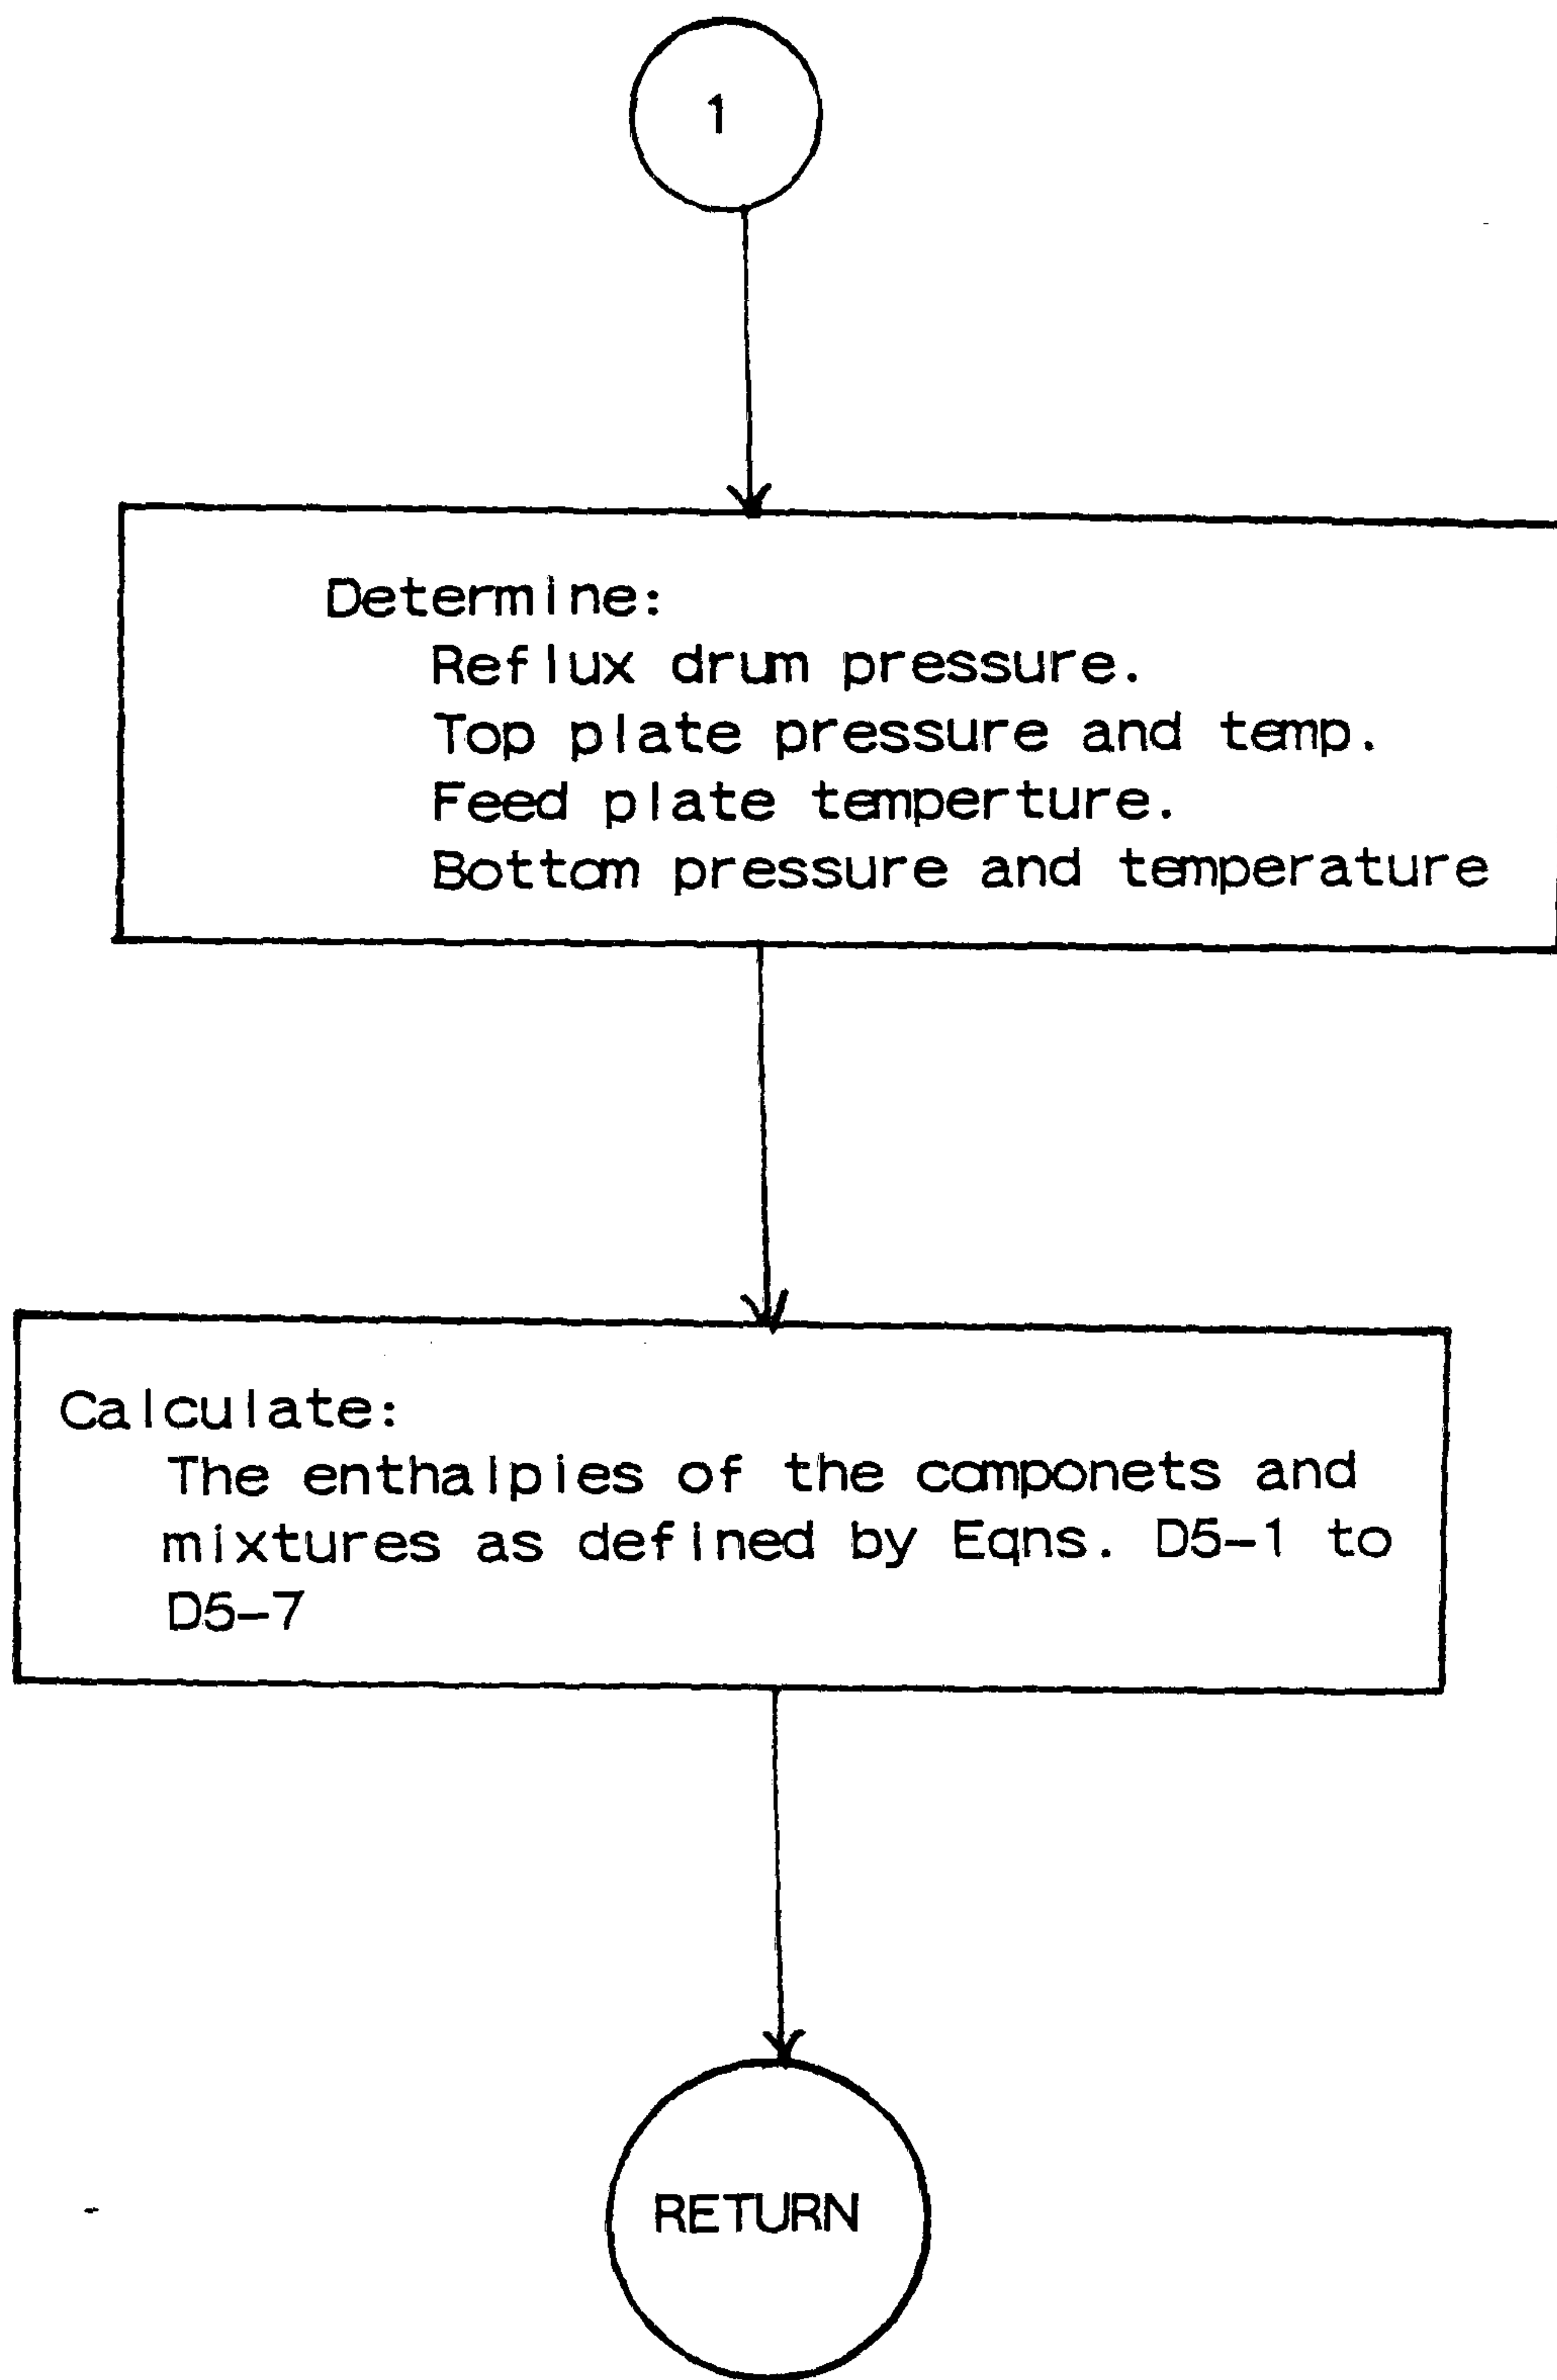 1
Determine:
Reflux drum pressure.
Top plate pressure and temp.
Feed plate temperture.
Bottom pressure and temperature
Calculate:
The enthalpies of the componets and
mixtures as defined by Eqns. D5-1 to
D5-7
RETURN